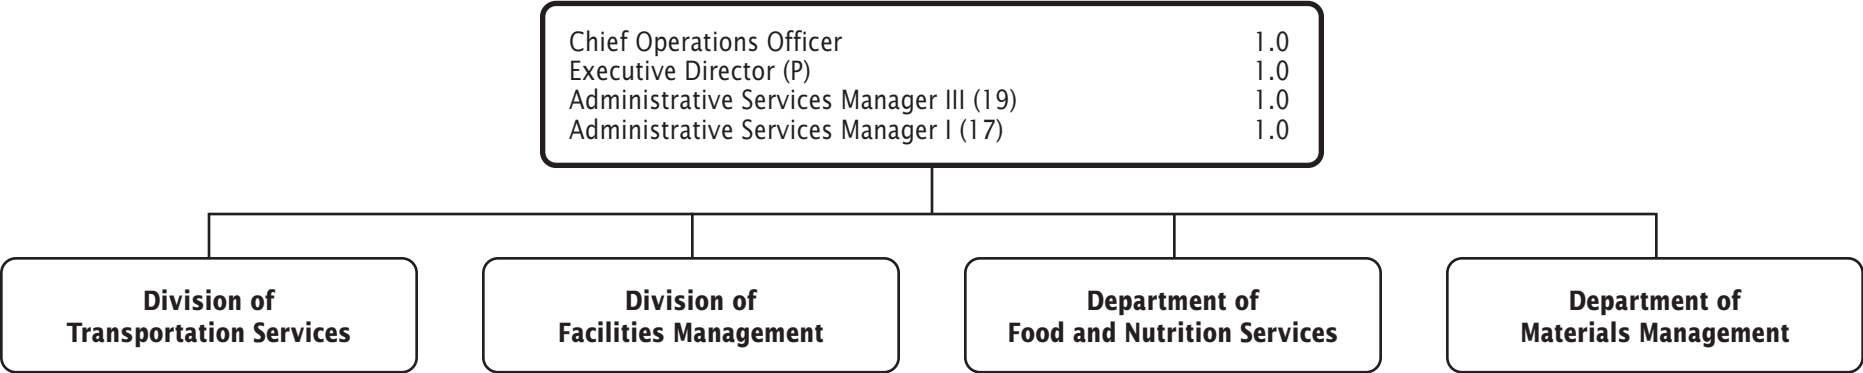 Chief Operations Officer 1.0
Executive Director (P) 1.0
Administrative Services Manager III (19) 1.0
Administrative Services Manager I (17) 1.0
Division of
Transportation Services
Division of
Facilities Management
Department of
Food and Nutrition Services
Department of
Materials Management